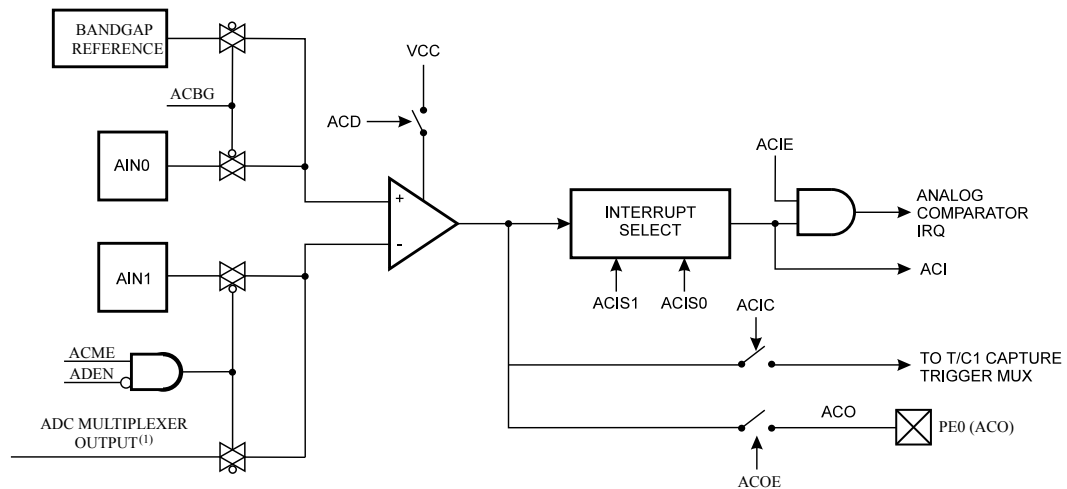 BANDGAP
REFERENCE
VCC
ACBG
ACD
AIN0
ACIE
+
-
INTERRUPT
SELECT
ANALOG
COMPARATOR
IRQ
AIN1
ACI
ACIS1
ACIS0
ACIC
ACME
ADEN
TO T/C1 CAPTURE
TRIGGER MUX
ADC MULTIPLEXER
OUTPUT(1)
ACO
PE0 (ACO)
ACOE